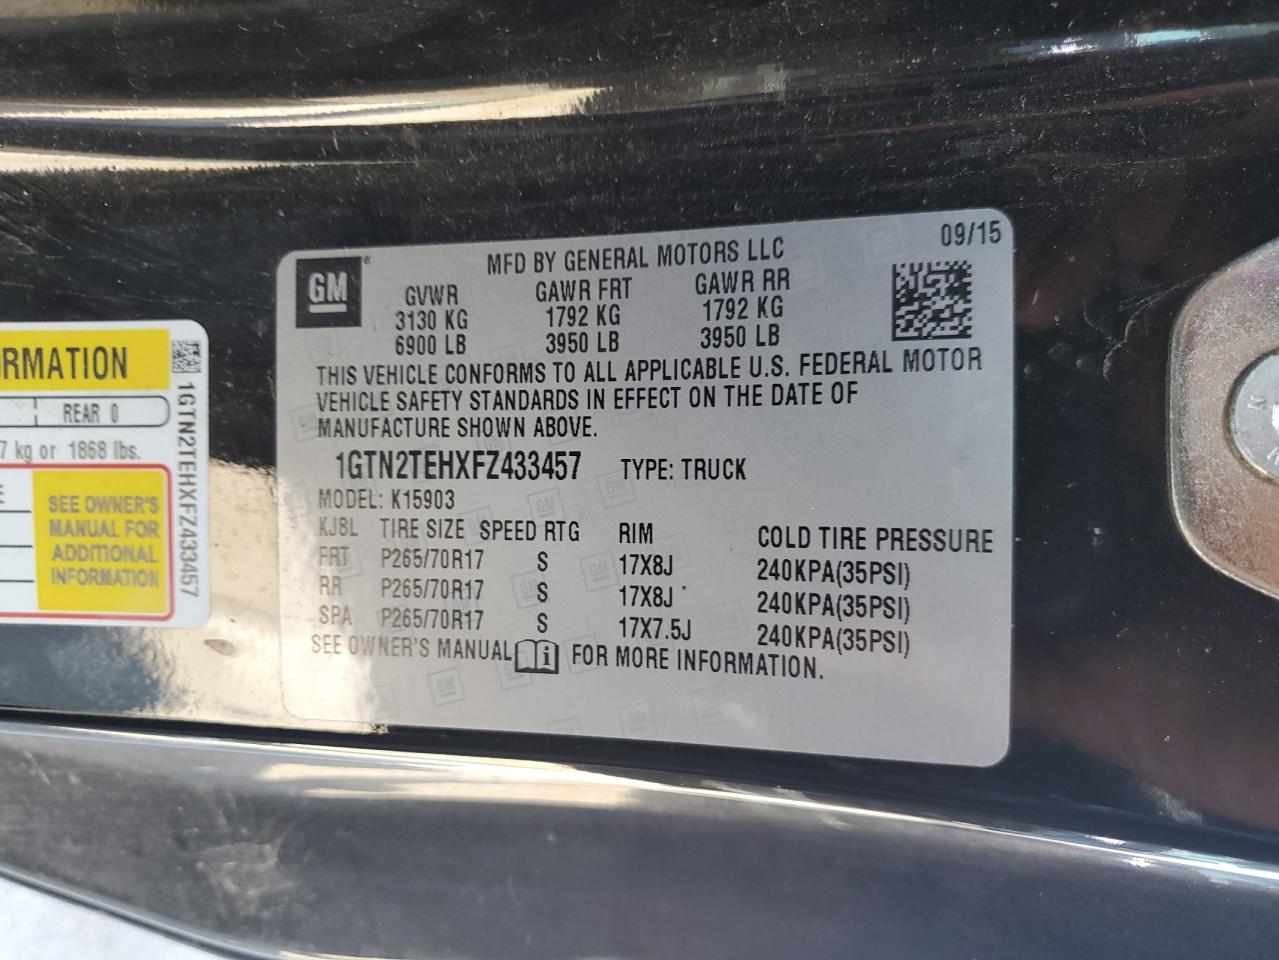 GM ®
MFD BY GENERAL MOTORS LLC
09/15
GVWR GAWR FRT GAWR RR
3130 KG 1792 KG 1792 KG
6900 LB 3950 LB 3950 LB
THIS VEHICLE CONFORMS TO ALL APPLICABLE U.S. FEDERAL MOTOR
VEHICLE SAFETY STANDARDS IN EFFECT ON THE DATE OF
MANUFACTURE SHOWN ABOVE.
1GTN2TEHXFZ433457 TYPE: TRUCK
MODEL: K15903
KJ8L TIRE SIZE SPEED RTG RIM COLD TIRE PRESSURE
FRT P265/70R17 S 17X8J 240KPA(35PSI)
RR P265/70R17 S 17X8J 240KPA(35PSI)
SPA P265/70R17 S 17X7.5J 240KPA(35PSI)
SEE OWNER'S MANUAL i FOR MORE INFORMATION.
RMATION
REAR 0
7 kg or 1868 lbs.
E
SEE OWNER'S
MANUAL FOR
ADDITIONAL
INFORMATION
1GTN2TEHXFZ433457